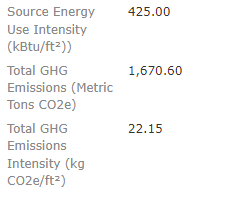 Source Energy 425.00
Use Intensity
(kBtu/ft²))
Total GHG 1,670.60
Emissions (Metric
Tons CO2e)
Total GHG 22.15
Emissions
Intensity (kg
CO2e/ft²)